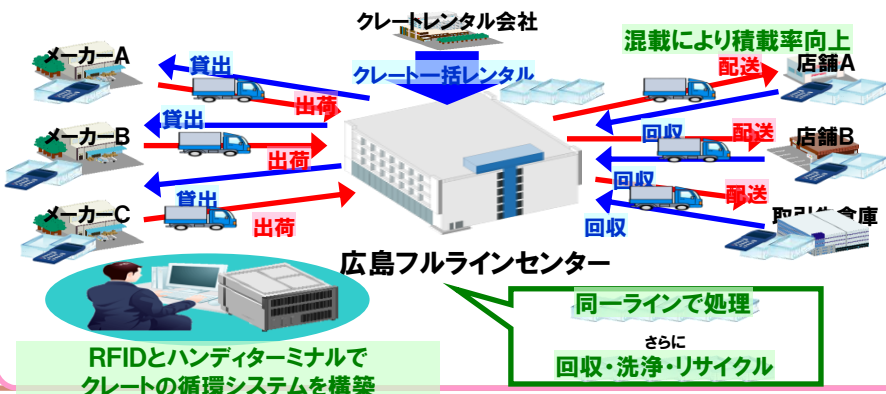 クレートレンタル会社
混載により積載率向上
メーカーA
貸出
クレート一括レンタル
配送
店舗A
出荷
メーカーB
貸出
回収
配送
店舗B
出荷
回収
メーカーC
貸出
配送
取引先倉庫
出荷
回収
広島フルラインセンター
同一ラインで処理
さらに
回収・洗浄・リサイクル
RFIDとハンディターミナルで
クレートの循環システムを構築